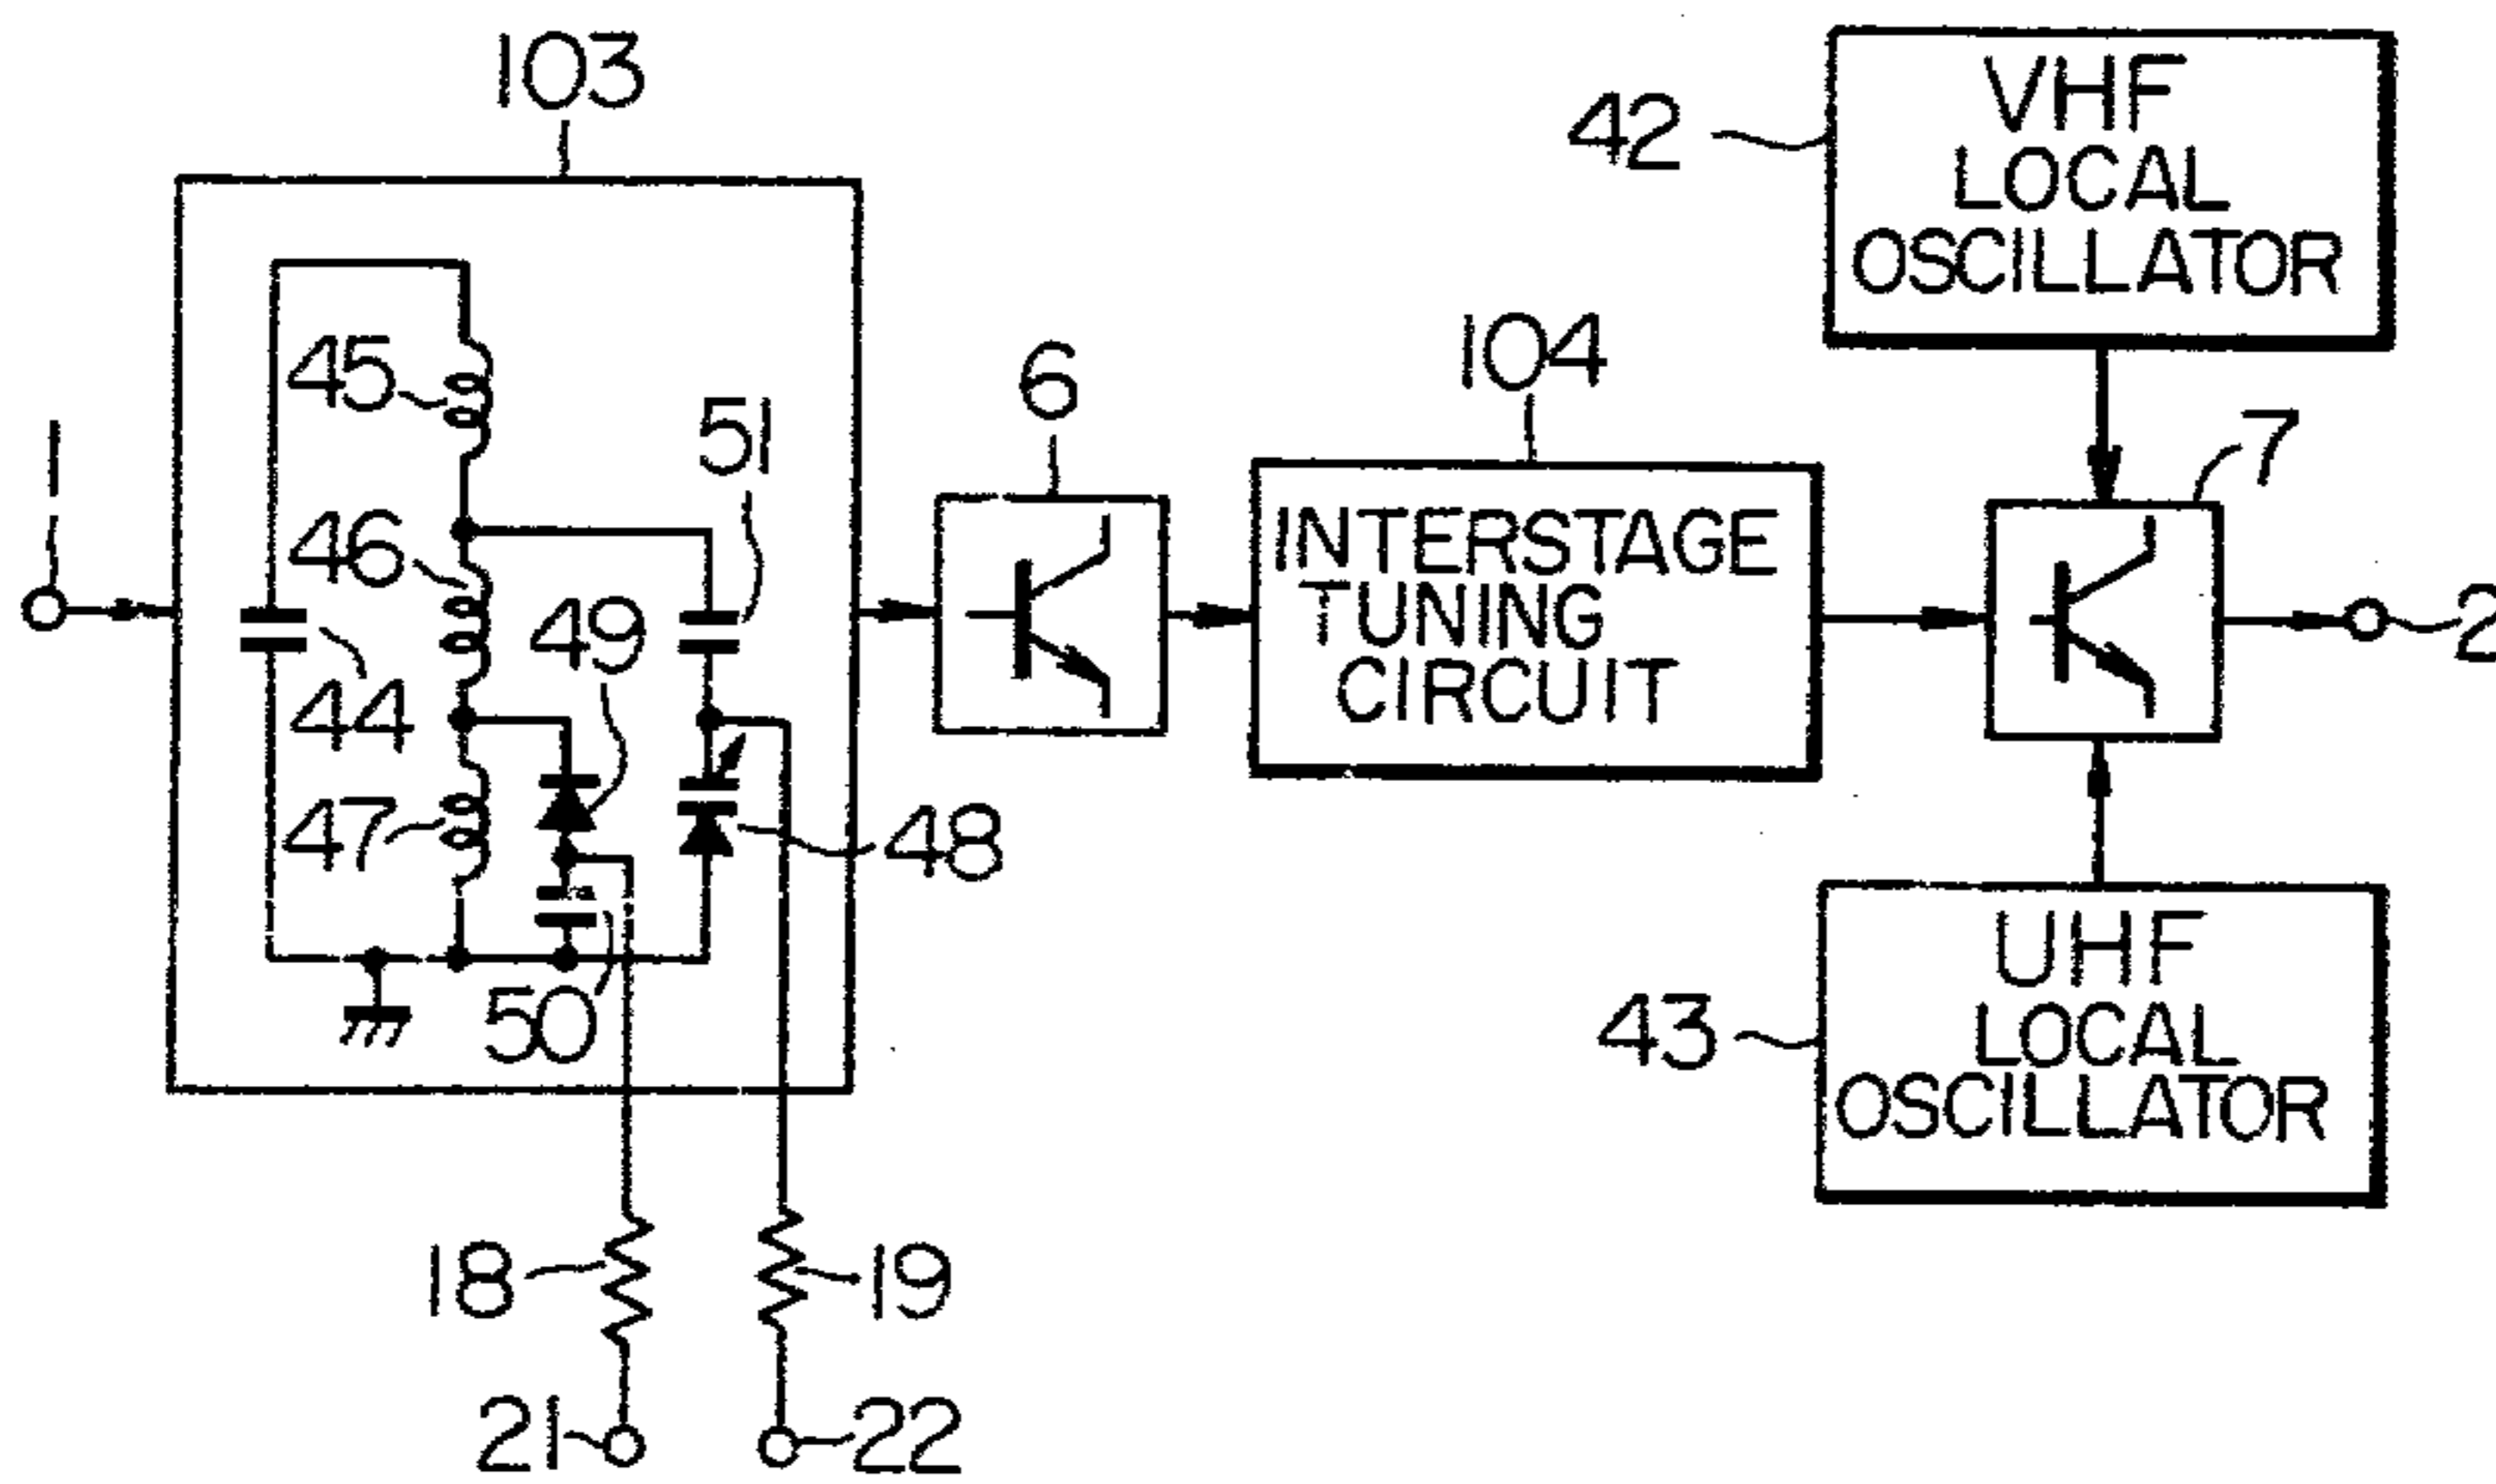 103
42
VHF
LOCAL
OSCILLATOR
45
51
6
104
7
1
46
49
INTERSTAGE
TUNING
CIRCUIT
2
44
47
48
50
43
UHF
LOCAL
OSCILLATOR
18
19
21
22